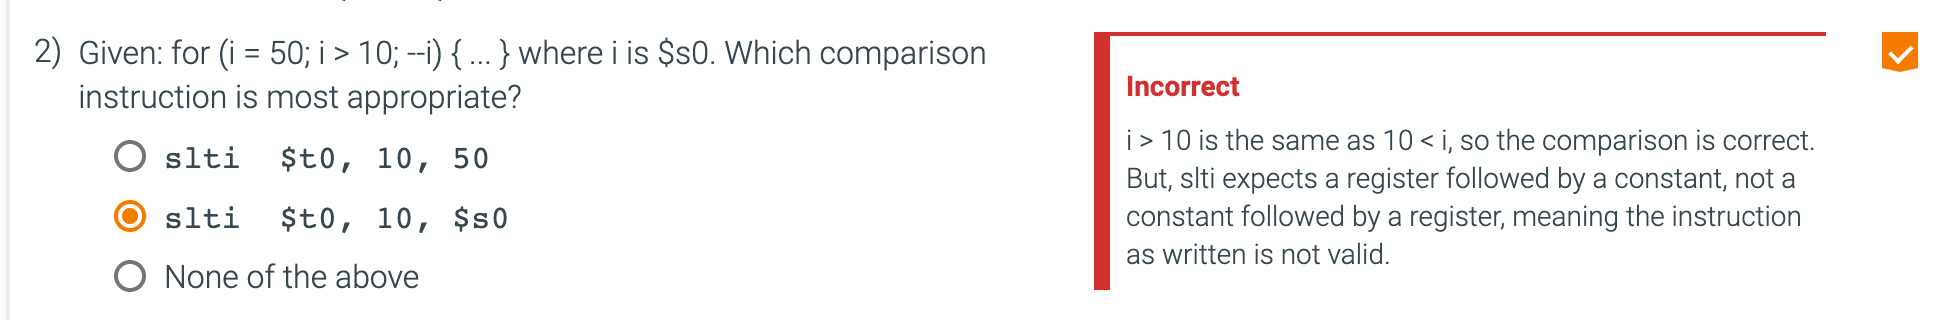 2) Given: for (i = 50; i > 10; --i) { ... } where i is $s0. Which comparison
instruction is most appropriate?
slti $t0, 10, 50
slti $t0, 10, $s0
None of the above
Incorrect
i > 10 is the same as 10 < i, so the comparison is correct.
But, slti expects a register followed by a constant, not a
constant followed by a register, meaning the instruction
as written is not valid.